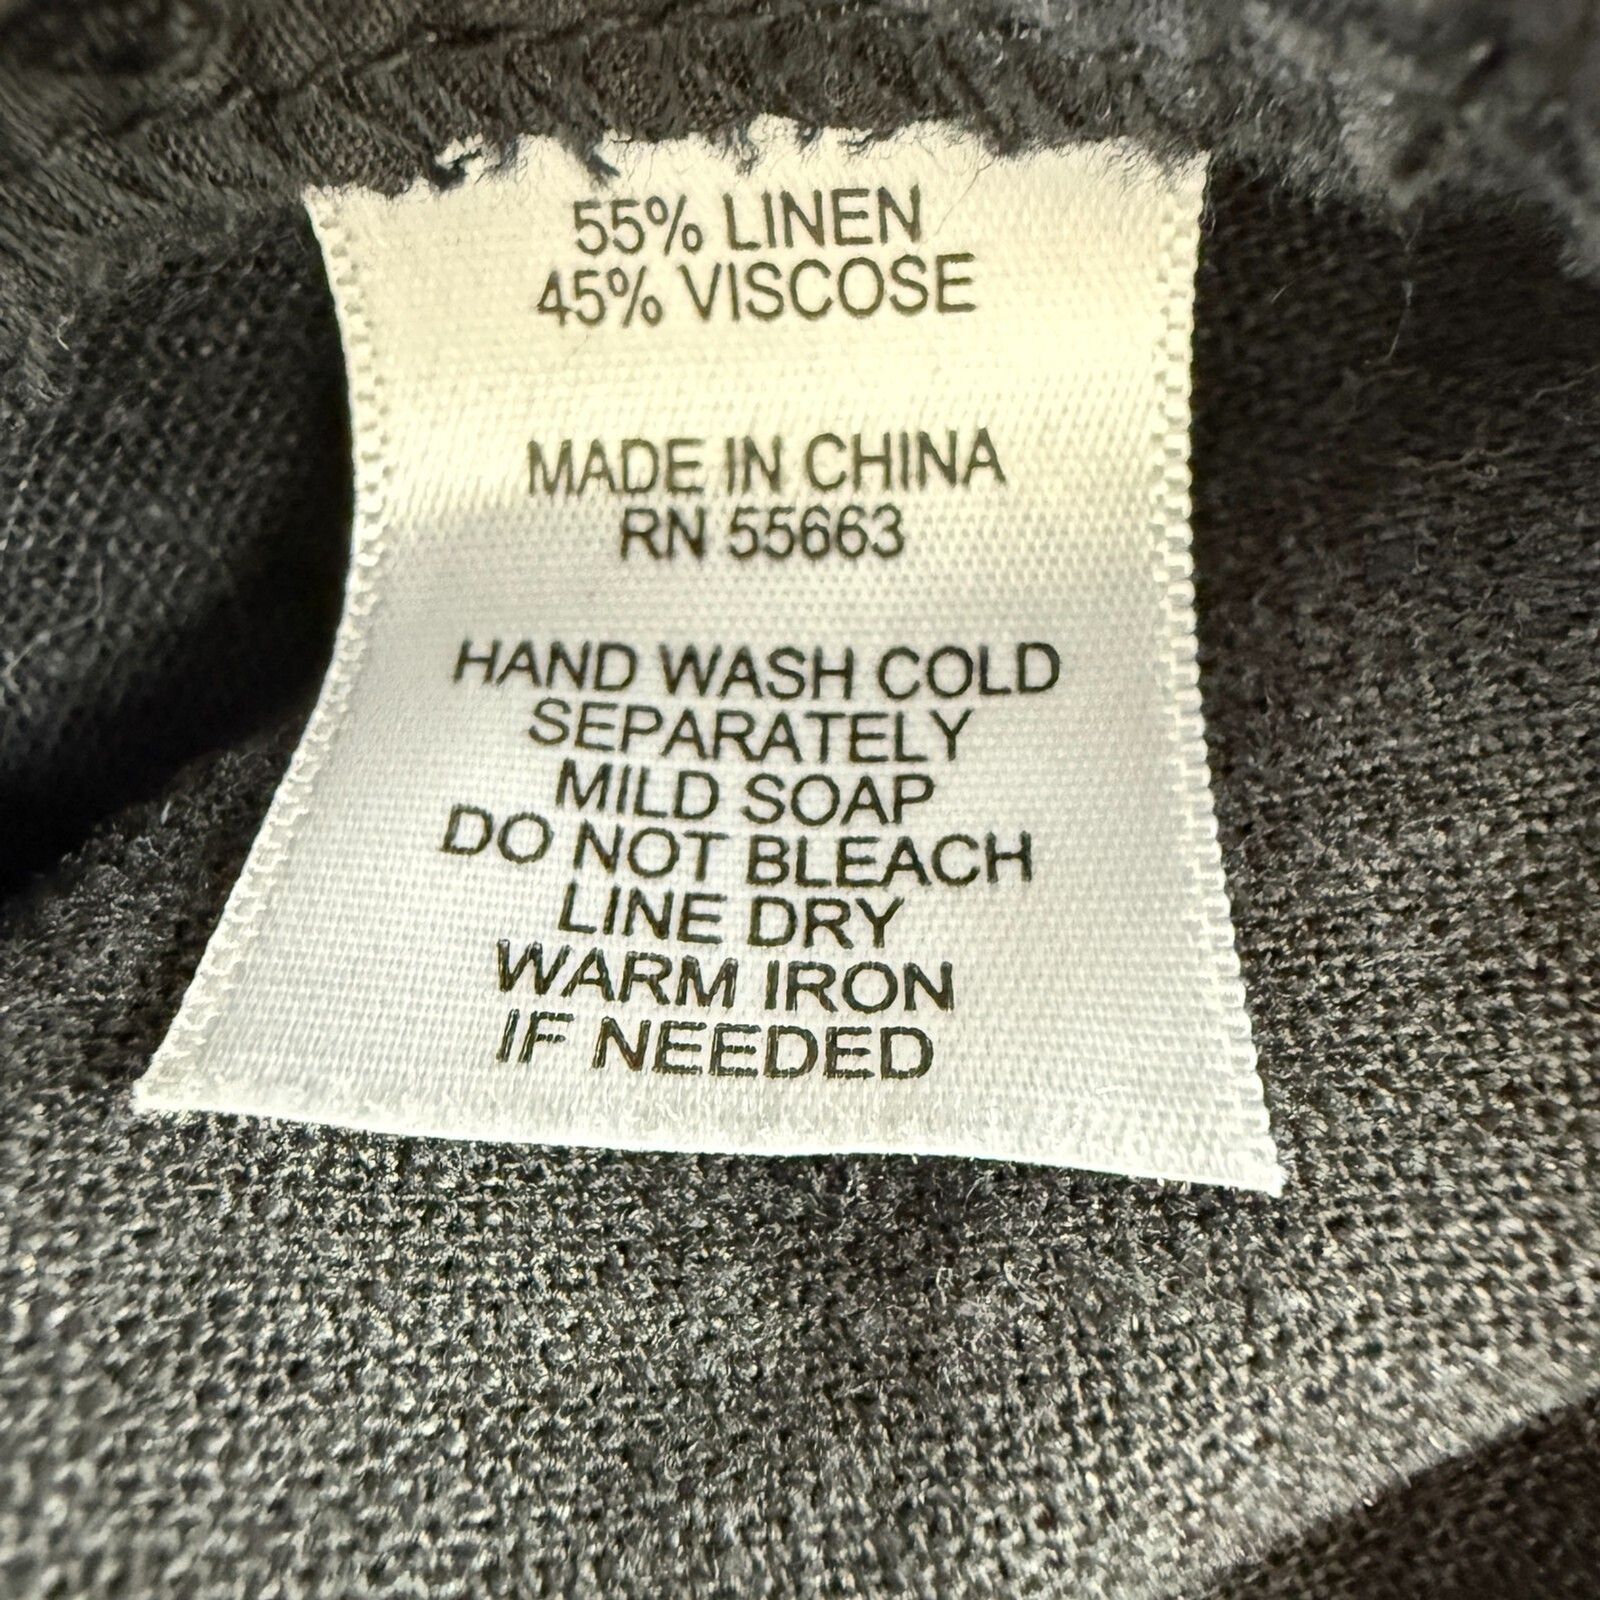 55% LINEN
45% VISCOSE
MADE IN CHINA
RN 55663
HAND WASH COLD
SEPARATELY
MILD SOAP
DO NOT BLEACH
LINE DRY
WARM IRON
IF NEEDED